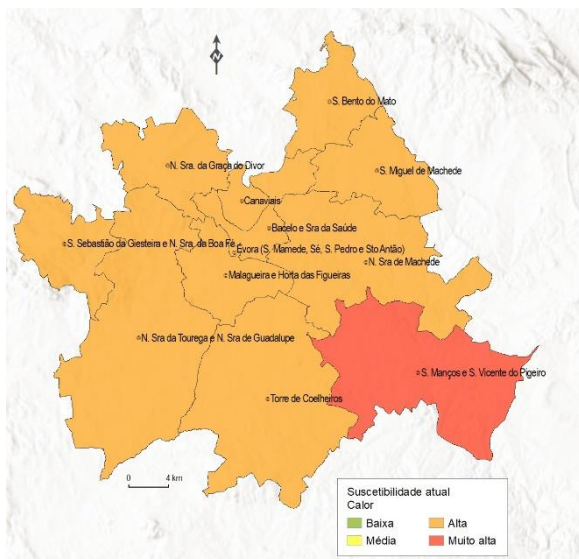 N
S. Bento do Mato
N. Sra. da Graça do Divor
S. Miguel de Machede
Canaviais
Bacelo e Sra da Saúde
S. Sebastião da Giesteira e N. Sra. da Boa Fé
Évora (S. Mamede, Sé, S. Pedro e Sto Antão)
N. Sra de Machede
Malagueira e Horta das Figueiras
N. Sra da Tourega e N. Sra de Guadalupe
S. Manços e S. Vicente do Pigeiro
Torre de Coelheiros
0 4 km
Suscetibilidade atual
Calor
Baixa Alta
Média Muito alta